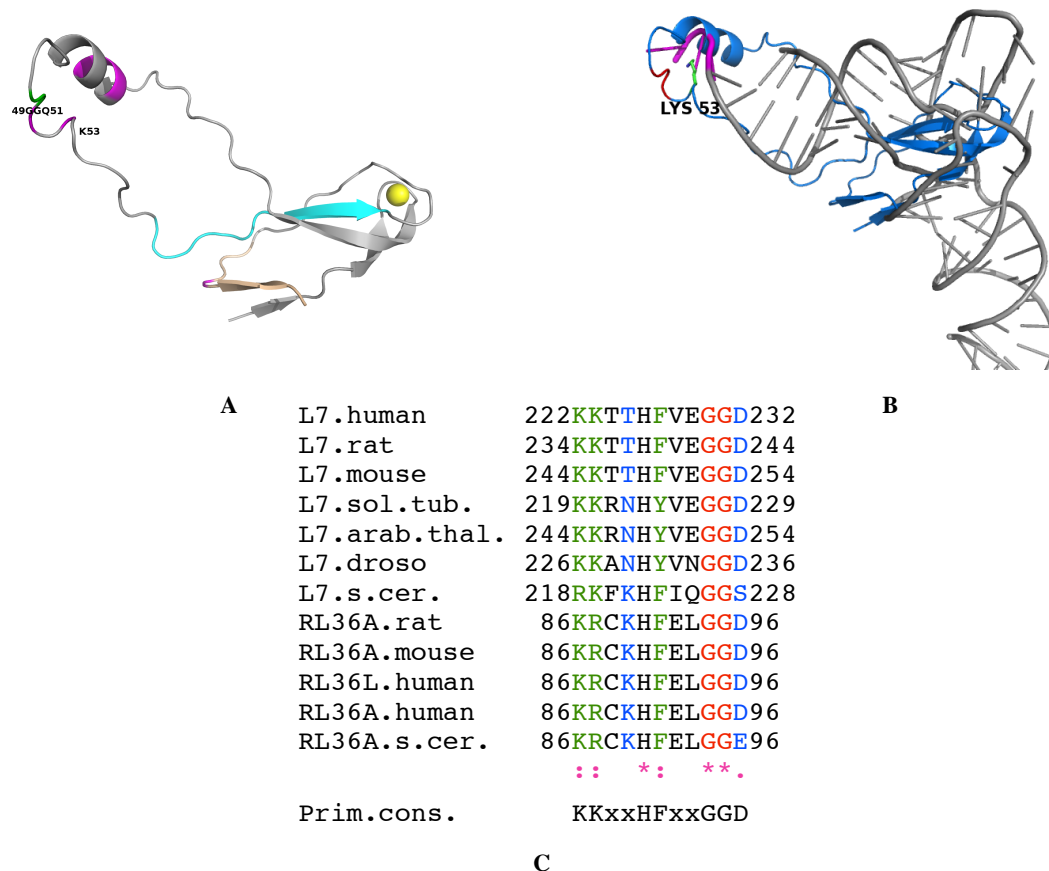 49GGQ51
K53
LYS 53
A
B
L7.human 222KKTTHFVEGGD232
L7.rat 234KKTTHFVEGGD244
L7.mouse 244KKTTHFVEGGD254
L7.sol.tub. 219KKRNHYVEGGD229
L7.arab.thal. 244KKRNHYVEGGD254
L7.droso 226KKANHYVNGGD236
L7.s.cer. 218RKFKHFIQGGS228
RL36A.rat 86KRCKHFELGGD96
RL36A.mouse 86KRCKHFELGGD96
RL36L.human 86KRCKHFELGGD96
RL36A.human 86KRCKHFELGGD96
RL36A.s.cer. 86KRCKHFELGGE96
:: *: **.
Prim.cons. KKxxHFxxGGD
C